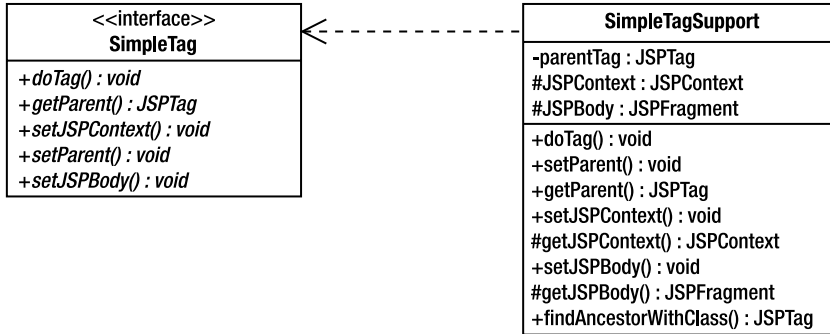 <<interface>>
SimpleTag
+doTag() : void
+getParent() : JSPTag
+setJSPContext() : void
+setParent() : void
+setJSPBody() : void
SimpleTagSupport
-parentTag : JSPTag
#JSPContext : JSPContext
#JSPBody : JSPFragment
+doTag() : void
+setParent() : void
+getParent() : JSPTag
+setJSPContext() : void
#getJSPContext() : JSPContext
+setJSPBody() : void
#getJSPBody() : JSPFragment
+findAncestorWithClass() : JSPTag